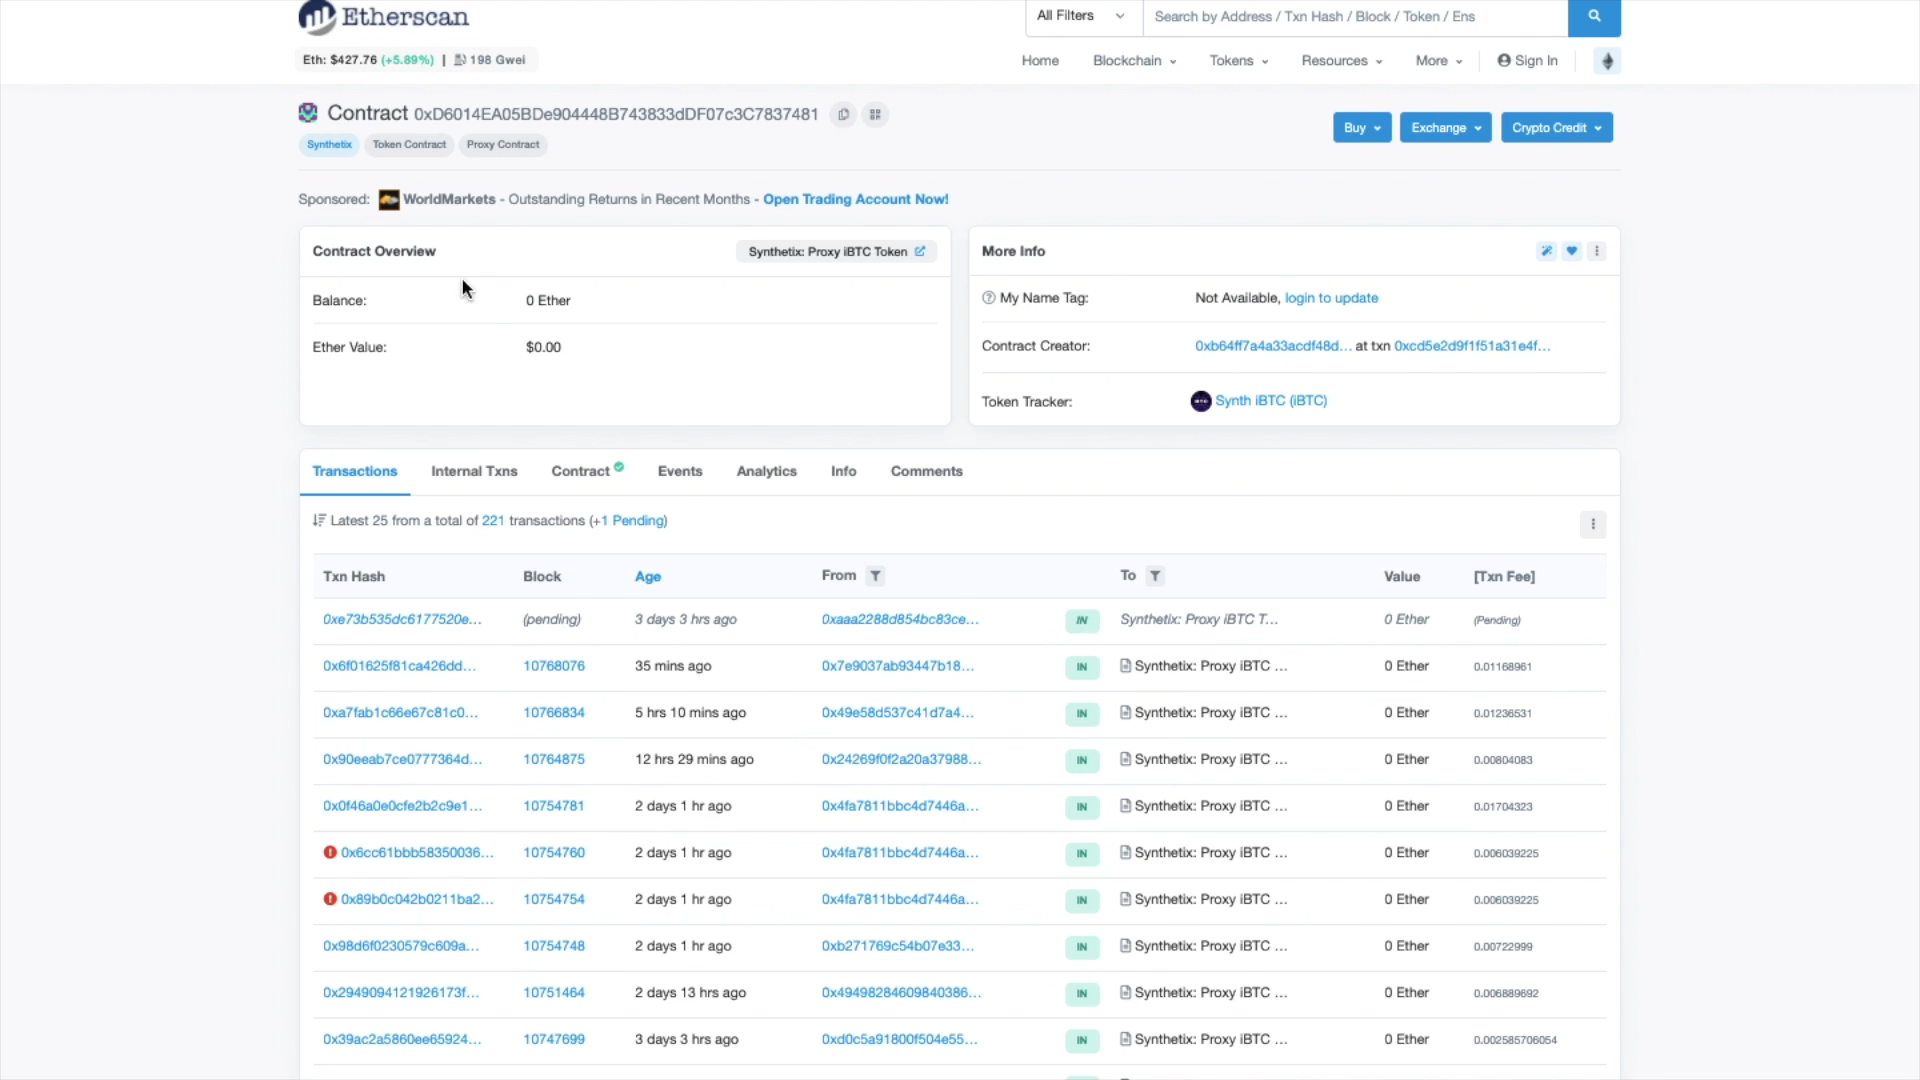 Etherscan
All Filters
Search by Address / Txn Hash / Block / Token / Ens
Eth: $427.76 (+5.89%) | 198 Gwei
Home Blockchain Tokens Resources More Sign In
Contract 0xD6014EA05BDe904448B743833dDF07c3C7837481
Buy Exchange Crypto Credit
Synthetix Token Contract Proxy Contract
Sponsored: WorldMarkets - Outstanding Returns in Recent Months - Open Trading Account Now!
Contract Overview
Synthetix: Proxy iBTC Token
Balance: 0 Ether
Ether Value: $0.00
More Info
My Name Tag: Not Available, login to update
Contract Creator: 0xb64ff7a4a33acdf48d... at txn 0xcd5e2d9f1f51a31e4f...
Token Tracker: Synth iBTC (iBTC)
Transactions Internal Txns Contract Events Analytics Info Comments
Latest 25 from a total of 221 transactions (+1 Pending)
Txn Hash Block Age From To Value [Txn Fee]
0xe73b535dc6177520e... (pending) 3 days 3 hrs ago 0xaaa2288d854bc83ce... IN Synthetix: Proxy iBTC T... 0 Ether (Pending)
0x6f01625f81ca426dd... 10768076 35 mins ago 0x7e9037ab93447b18... IN Synthetix: Proxy iBTC ... 0 Ether 0.01168961
0xa7fab1c66e67c81c0... 10766834 5 hrs 10 mins ago 0x49e58d537c41d7a4... IN Synthetix: Proxy iBTC ... 0 Ether 0.01236531
0x90eeab7ce0777364d... 10764875 12 hrs 29 mins ago 0x24269f0f2a20a37988... IN Synthetix: Proxy iBTC ... 0 Ether 0.00804083
0x0f46a0e0cfe2b2c9e1... 10754781 2 days 1 hr ago 0x4fa7811bbc4d7446a... IN Synthetix: Proxy iBTC ... 0 Ether 0.01704323
0x6cc61bbb58350036... 10754760 2 days 1 hr ago 0x4fa7811bbc4d7446a... IN Synthetix: Proxy iBTC ... 0 Ether 0.006039225
0x89b0c042b0211ba2... 10754754 2 days 1 hr ago 0x4fa7811bbc4d7446a... IN Synthetix: Proxy iBTC ... 0 Ether 0.006039225
0x98d6f0230579c609a... 10754748 2 days 1 hr ago 0xb271769c54b07e33... IN Synthetix: Proxy iBTC ... 0 Ether 0.00722999
0x2949094121926173f... 10751464 2 days 13 hrs ago 0x49498284609840386... IN Synthetix: Proxy iBTC ... 0 Ether 0.006889692
0x39ac2a5860ee65924... 10747699 3 days 3 hrs ago 0xd0c5a91800f504e55... IN Synthetix: Proxy iBTC ... 0 Ether 0.002585706054